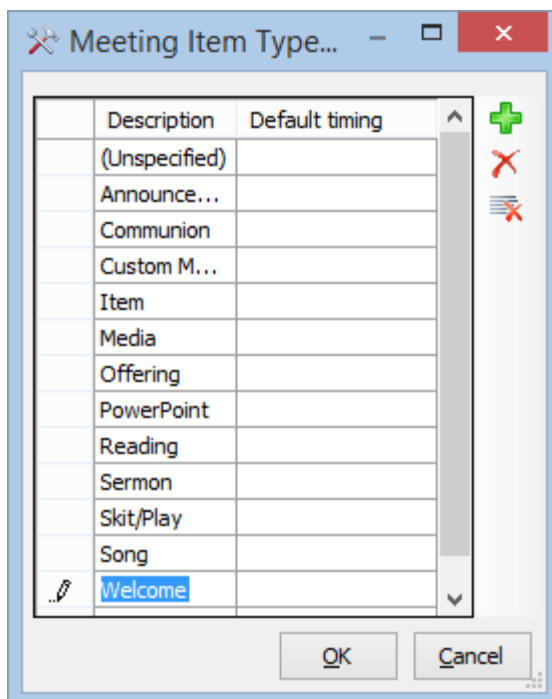 Meeting Item Type...
Description Default timing
(Unspecified)
Announce...
Communion
Custom M...
Item
Media
Offering
PowerPoint
Reading
Sermon
Skit/Play
Song
Welcome
OK Cancel